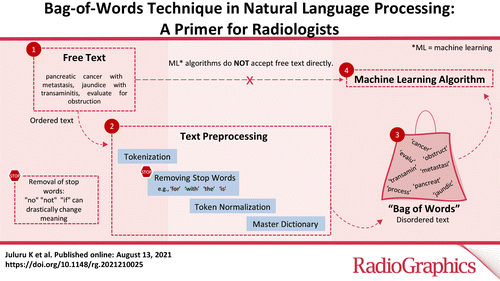 Bag-of-Words Technique in Natural Language Processing:
A Primer for Radiologists
*ML = machine learning
1
Free Text
pancreatic cancer with
metastasis, jaundice with
transaminitis, evaluate for
obstruction
ML* algorithms do NOT accept free text directly.
X
4
Machine Learning Algorithm
Ordered text
2
Text Preprocessing
Tokenization
STOP
Removing Stop Words
e.g., 'for' 'with' 'the' 'is'
Token Normalization
Master Dictionary
STOP
Removal of stop
words:
"no" "not" "if" can
drastically change
meaning
3
'cancer'
'evalu'
'obstruct'
'transamin'
'metastasi'
'process'
'pancreat'
'jaundic'
"Bag of Words"
Disordered text
Juluru K et al. Published online: August 13, 2021
https://doi.org/10.1148/rg.2021210025
RadioGraphics